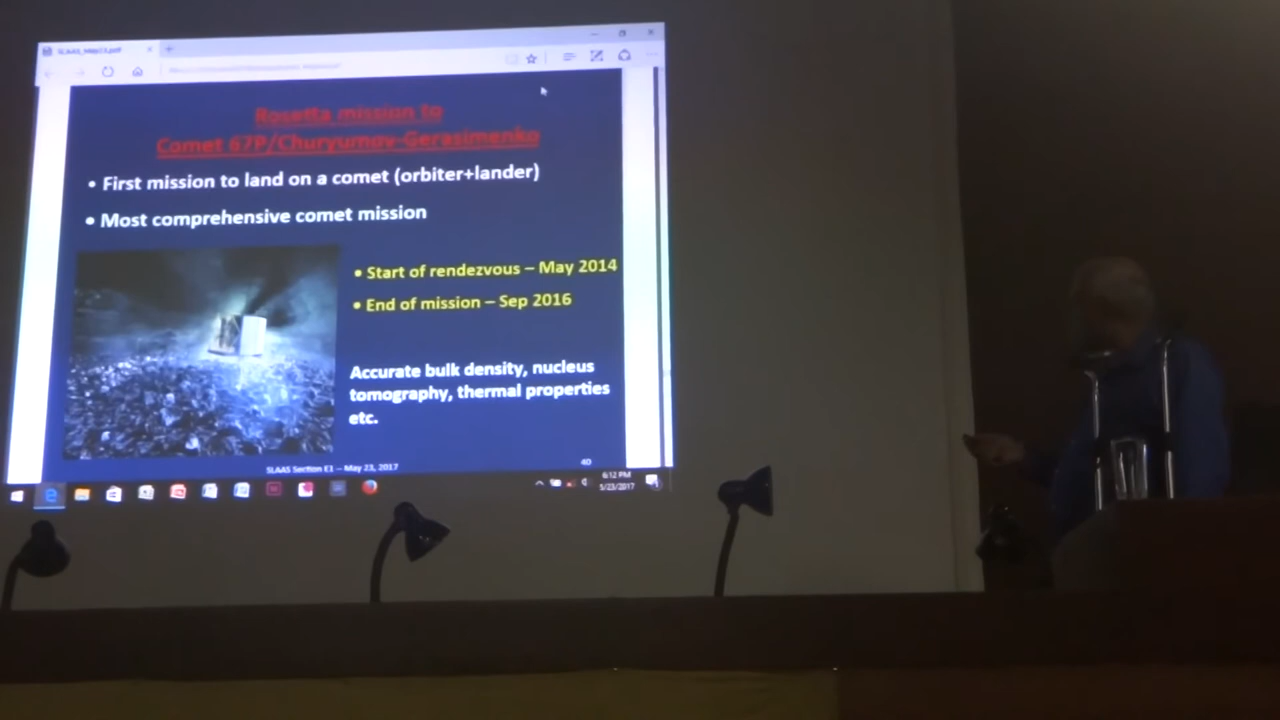 SLAAS_May23.pdf
Rosetta mission to
Comet 67P/Churyumov-Gerasimenko
• First mission to land on a comet (orbiter+lander)
• Most comprehensive comet mission
• Start of rendezvous – May 2014
• End of mission – Sep 2016
Accurate bulk density, nucleus
tomography, thermal properties
etc.
SLAAS Section E1 – May 23, 2017
40
6:12 PM
5/23/2017